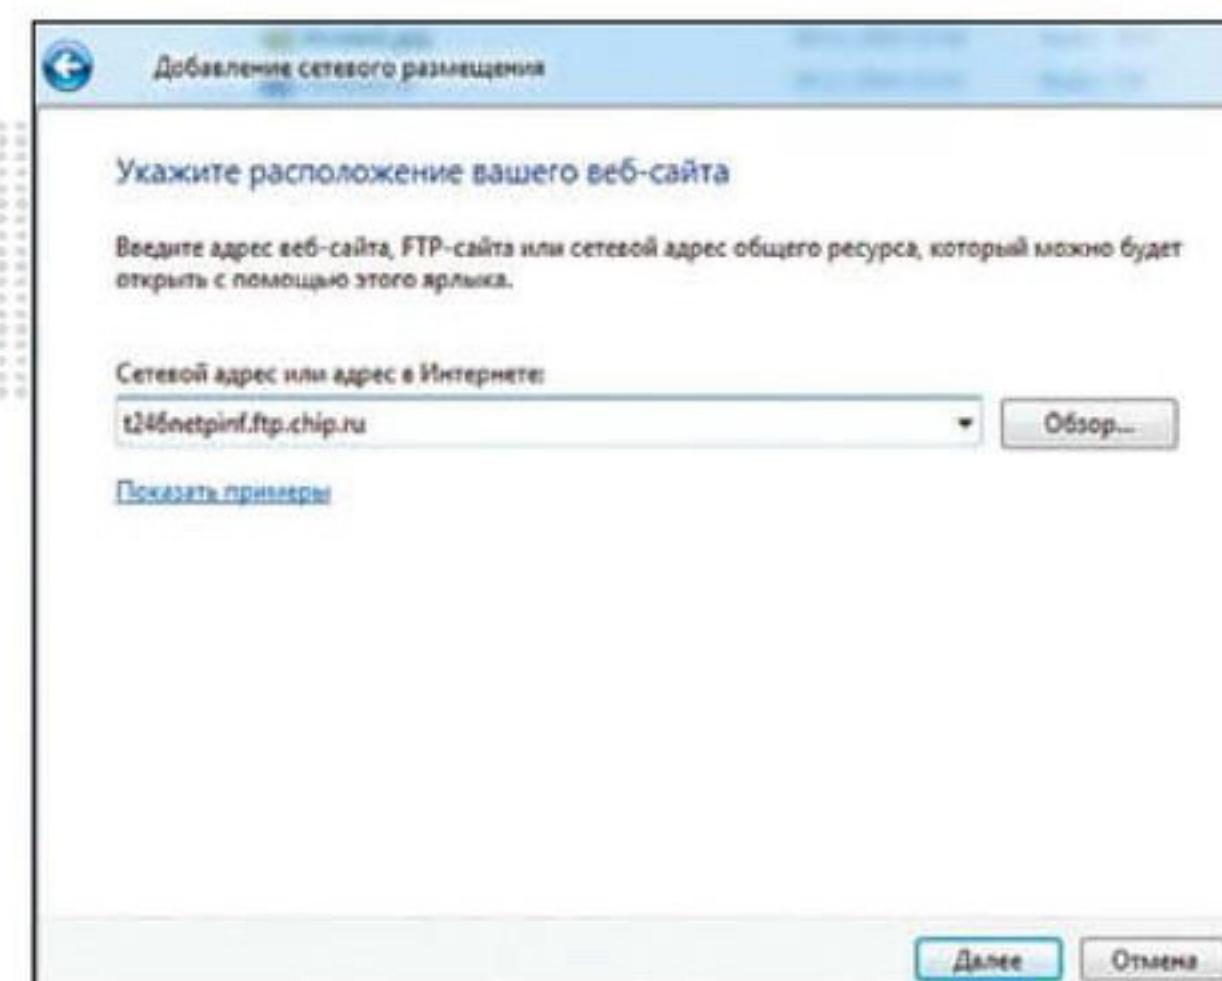 Добавление сетевого размещения
Укажите расположение вашего веб-сайта
Введите адрес веб-сайта, FTP-сайта или сетевой адрес общего ресурса, который можно будет
открыть с помощью этого ярлыка.
Сетевой адрес или адрес в Интернете:
t246netpinf.ftp.chip.ru
Обзор...
Показать примеры
Далее
Отмена